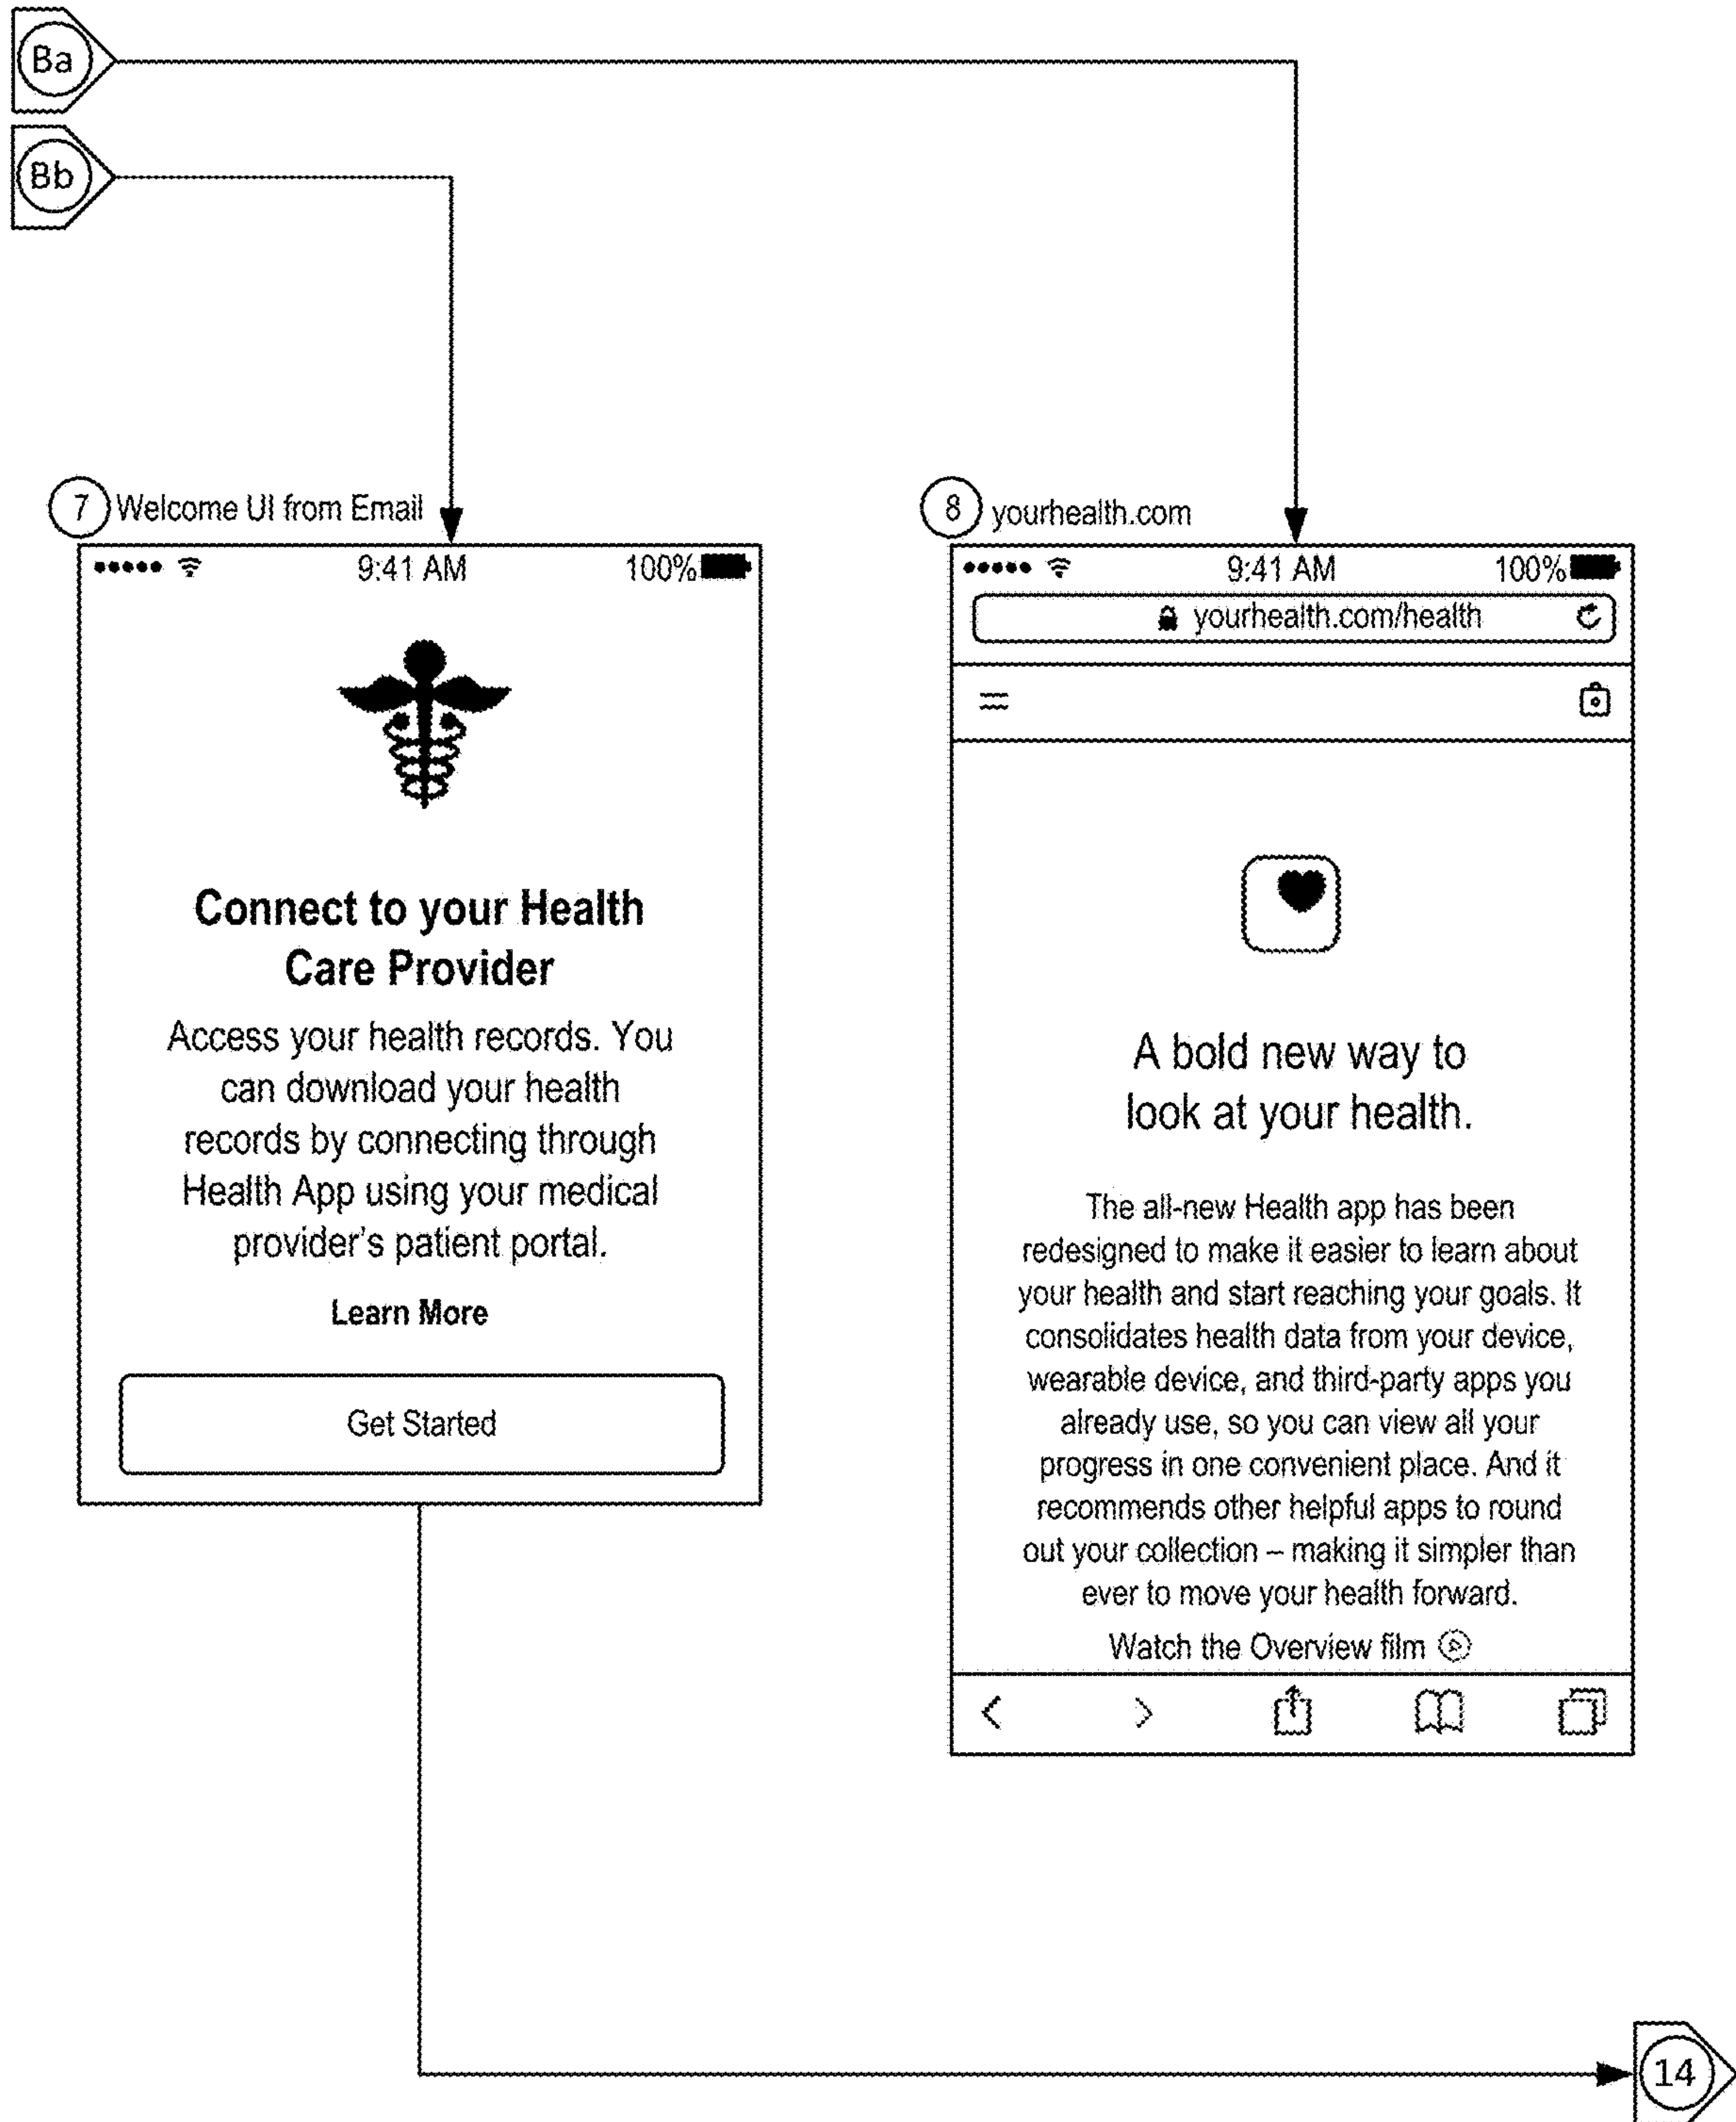 Ba
Bb
7 Welcome UI from Email
9:41 AM 100%
Connect to your Health
Care Provider
Access your health records. You
can download your health
records by connecting through
Health App using your medical
provider's patient portal.
Learn More
Get Started
8 yourhealth.com
9:41 AM 100%
yourhealth.com/health
A bold new way to
look at your health.
The all-new Health app has been
redesigned to make it easier to learn about
your health and start reaching your goals. It
consolidates health data from your device,
wearable device, and third-party apps you
already use, so you can view all your
progress in one convenient place. And it
recommends other helpful apps to round
out your collection – making it simpler than
ever to move your health forward.
Watch the Overview film
14